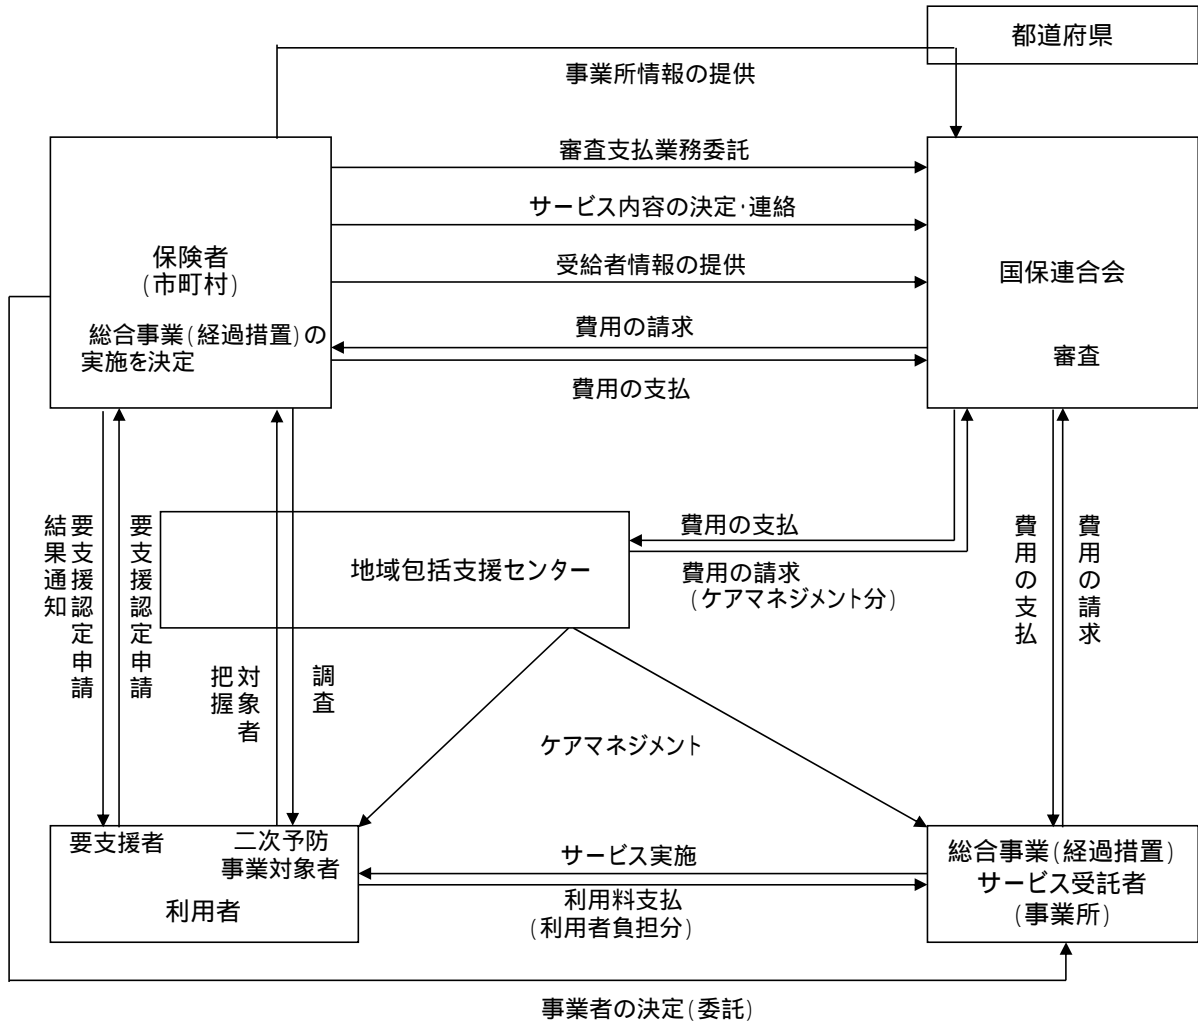 都道府県
事業所情報の提供
審査支払業務委託
サービス内容の決定・連絡
受給者情報の提供
保険者
(市町村)
総合事業(経過措置)の
実施を決定
国保連合会
審査
費用の請求
費用の支払
要支援認定申請
結果通知
要支援認定申請
対象者
把握
調査
地域包括支援センター
費用の支払
費用の請求
(ケアマネジメント分)
費用の支払
費用の請求
ケアマネジメント
要支援者
二次予防
事業対象者
利用者
サービス実施
利用料支払
(利用者負担分)
総合事業(経過措置)
サービス受託者
(事業所)
事業者の決定(委託)